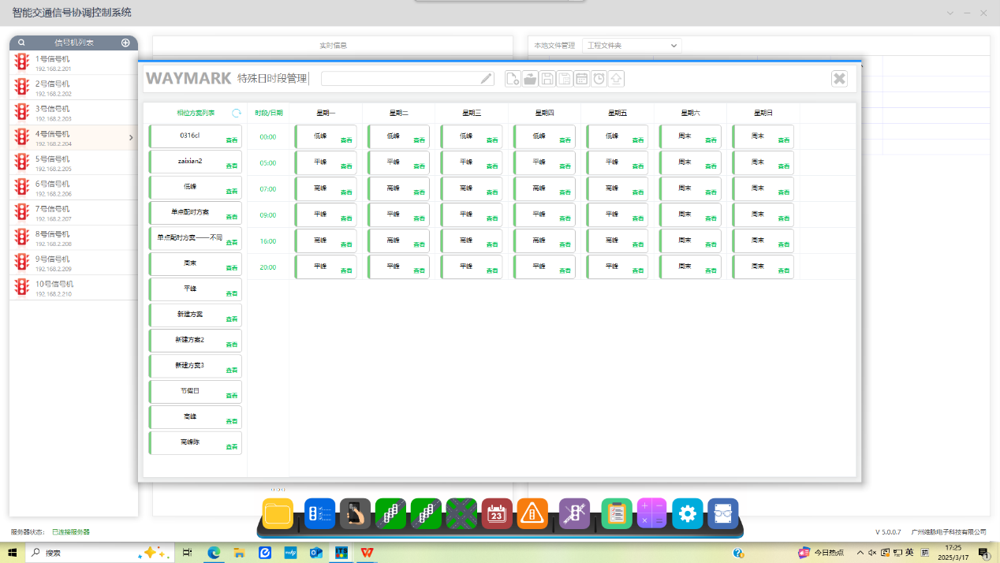 智能交通信号协调控制系统
信号机列表
1号信号机
192.168.2.201
2号信号机
192.168.2.202
3号信号机
192.168.2.203
4号信号机
192.168.2.204
5号信号机
192.168.2.205
6号信号机
192.168.2.206
7号信号机
192.168.2.207
8号信号机
192.168.2.208
9号信号机
192.168.2.209
10号信号机
192.168.2.210
实时信息
本地文件管理 工程文件夹
WAYMARK 特殊日时段管理
相位方案列表
0316cl 查看
zaixian2 查看
低峰 查看
单点配时方案 查看
单点配时方案——不同 查看
周末 查看
平峰 查看
新建方案 查看
新建方案2 查看
新建方案3 查看
节假日 查看
高峰 查看
高峰陈 查看
时段/日期 星期一 星期二 星期三 星期四 星期五 星期六 星期日
00:00 低峰 查看 低峰 查看 低峰 查看 低峰 查看 低峰 查看 周末 查看 周末 查看
05:00 平峰 查看 平峰 查看 平峰 查看 平峰 查看 平峰 查看 周末 查看 周末 查看
07:00 高峰 查看 高峰 查看 高峰 查看 高峰 查看 高峰 查看 周末 查看 周末 查看
09:00 平峰 查看 平峰 查看 平峰 查看 平峰 查看 平峰 查看 周末 查看 周末 查看
16:00 高峰 查看 高峰 查看 高峰 查看 高峰 查看 高峰 查看 周末 查看 周末 查看
20:00 平峰 查看 平峰 查看 平峰 查看 平峰 查看 平峰 查看 周末 查看 周末 查看
23
服务器状态: 已连接服务器
V 5.0.0.7 广州维脉电子科技有限公司
搜索
ITS
今日热点
英
拼
17:25
2025/3/17
1